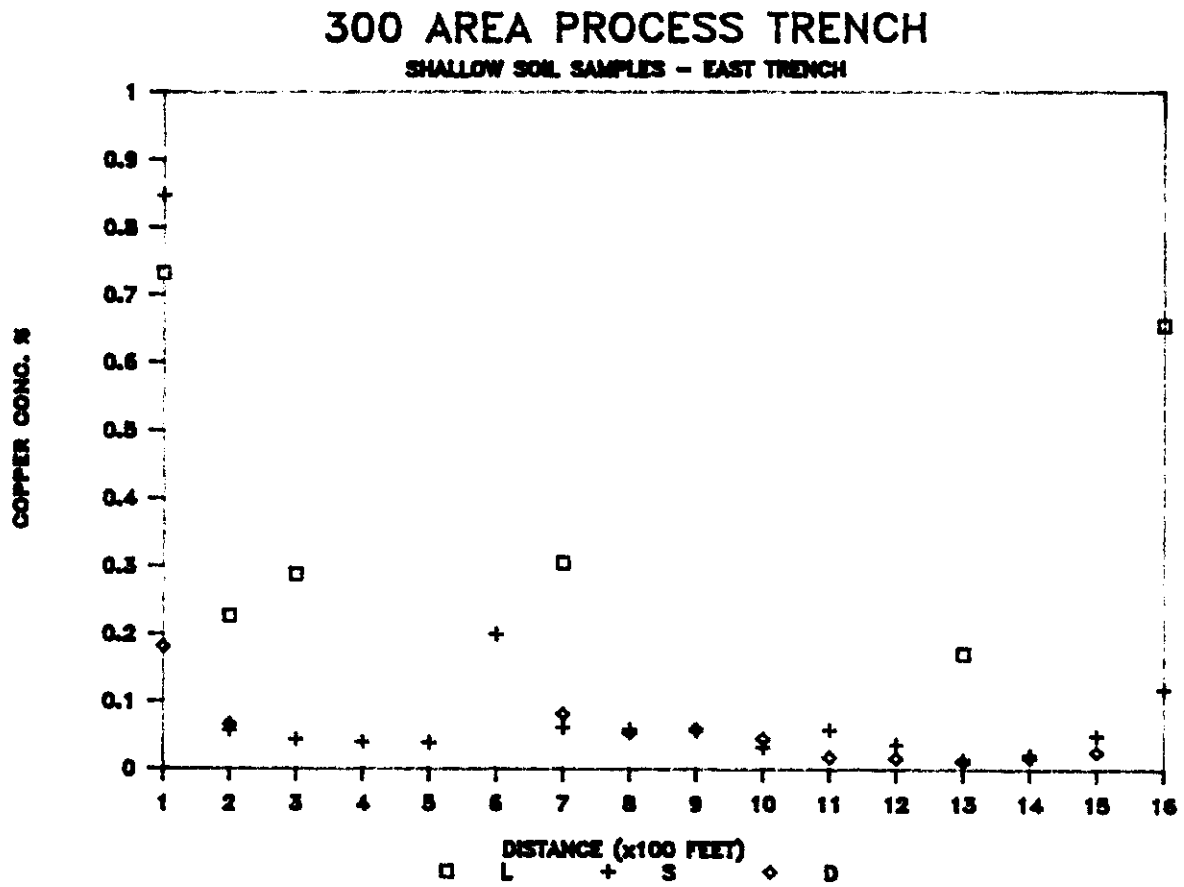 300 AREA PROCESS TRENCH
SHALLOW SOIL SAMPLES - EAST TRENCH
1
0.9
0.8
0.7
0.6
0.5
0.4
0.3
0.2
0.1
0
COPPER CONC. %
1 2 3 4 5 6 7 8 9 10 11 12 13 14 15 16
DISTANCE (x100 FEET)
L S D